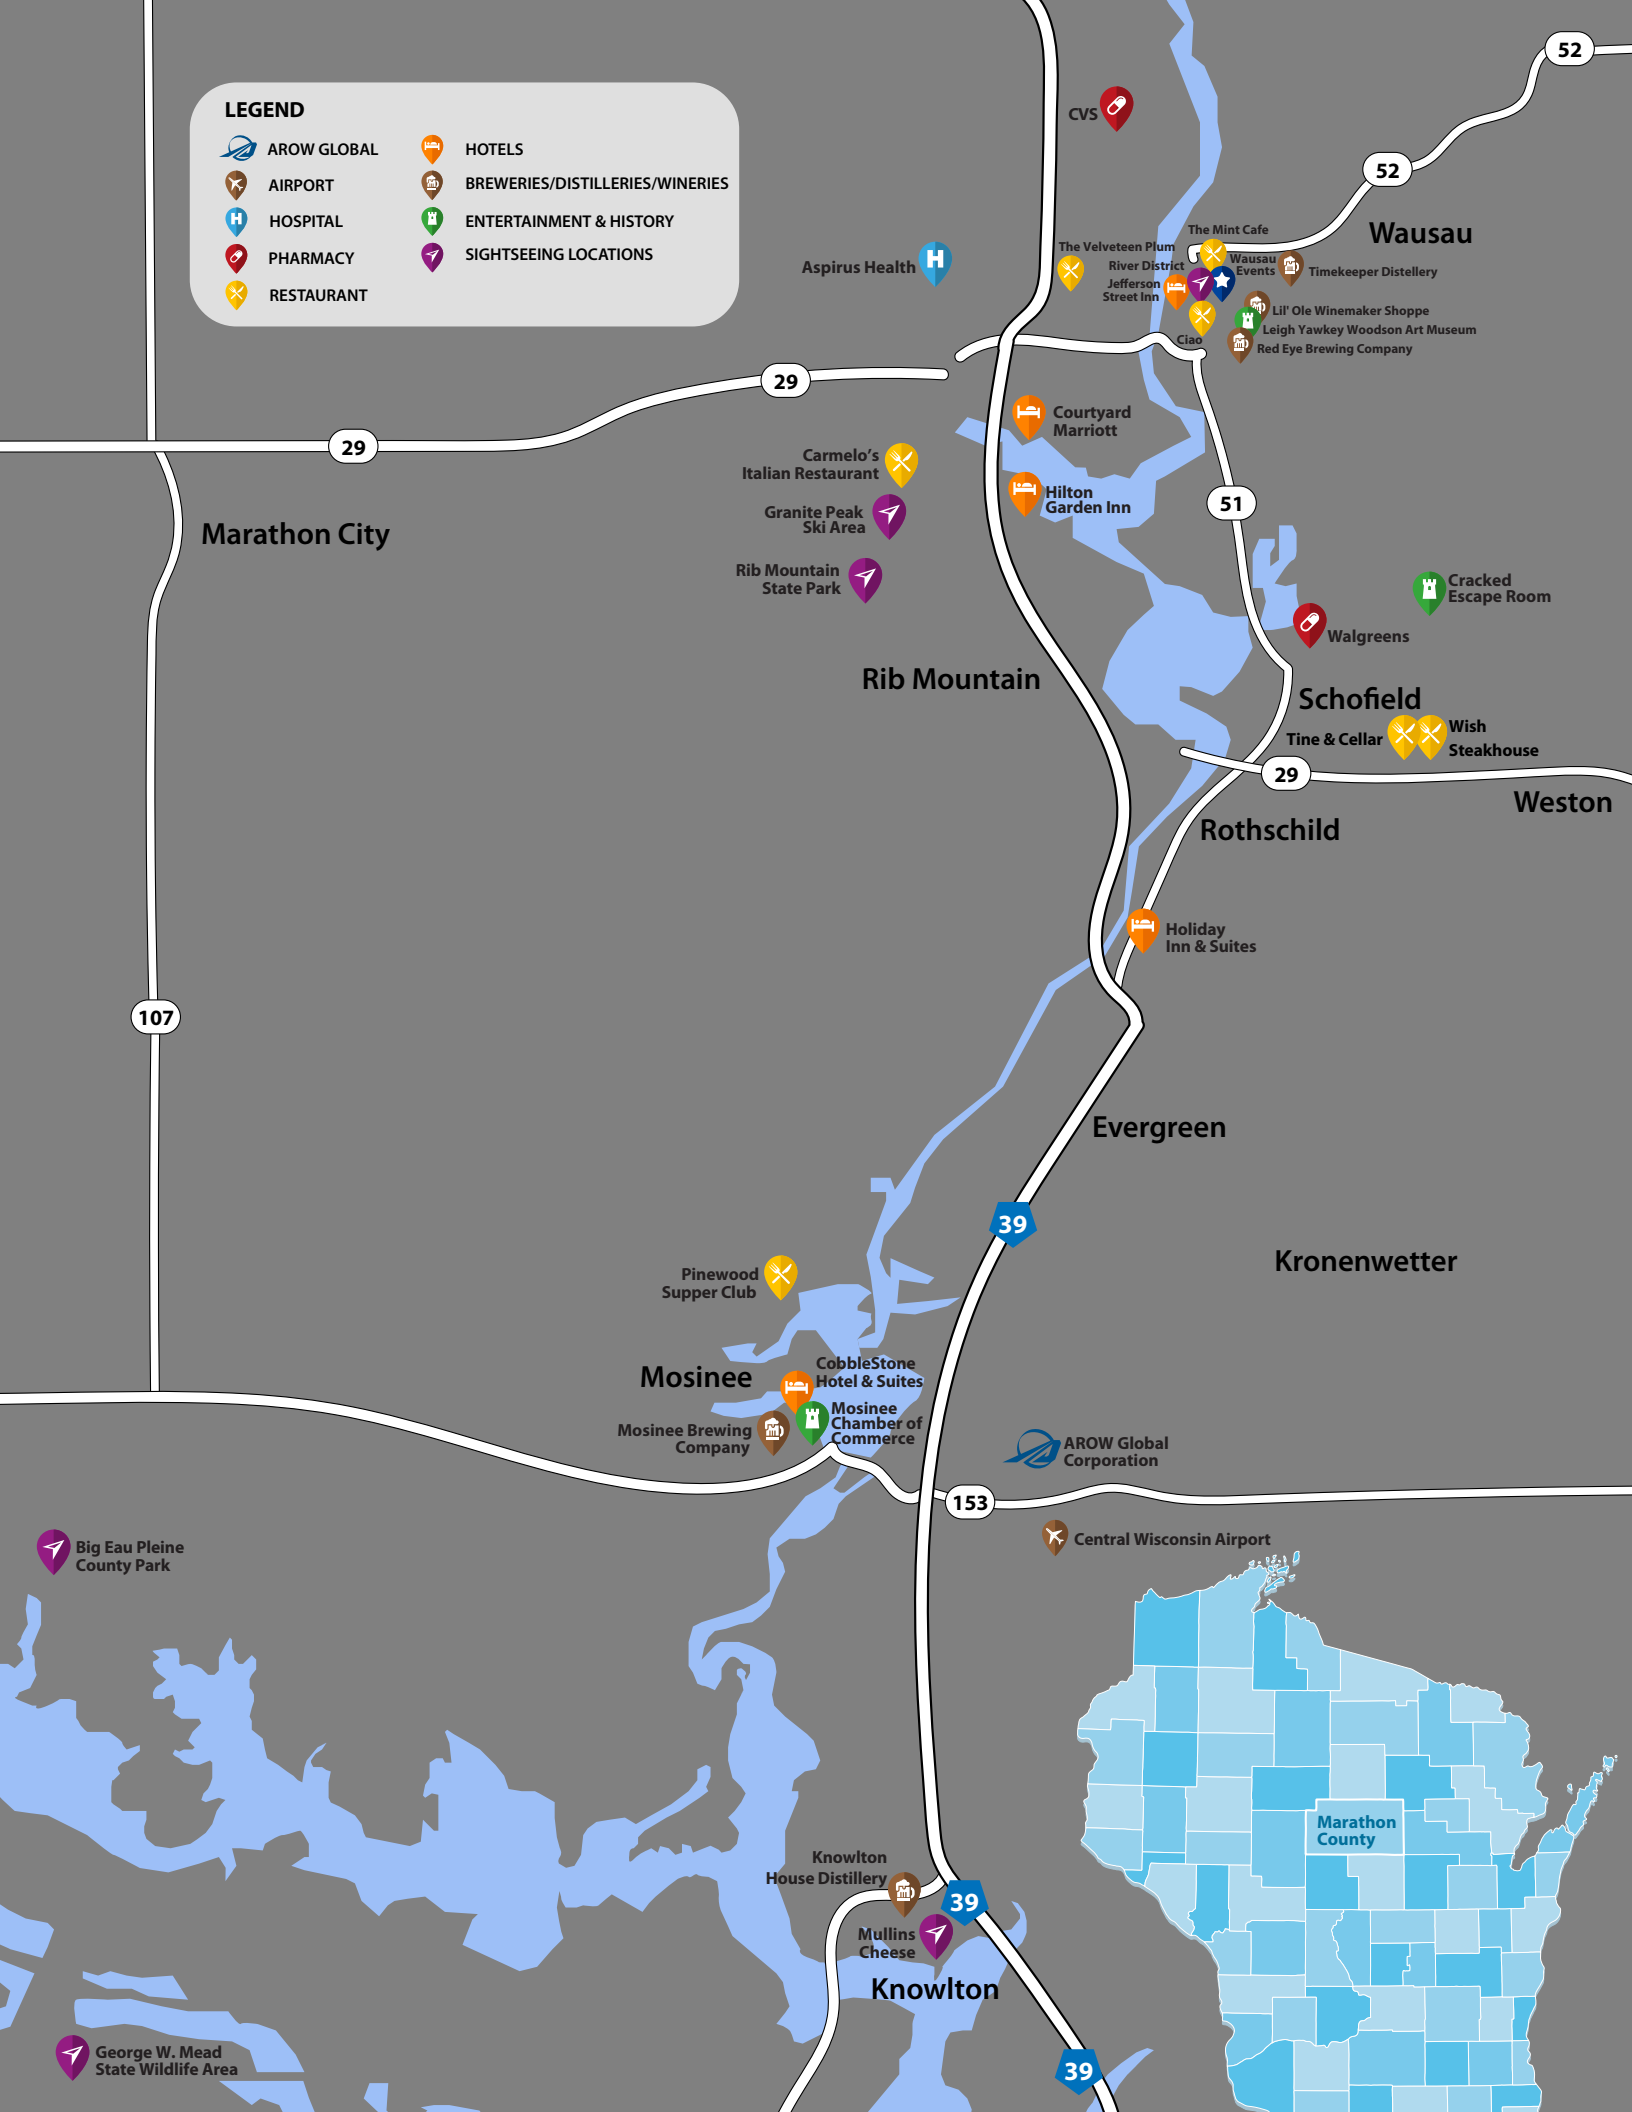 52
LEGEND
AROW GLOBAL
AIRPORT
HOSPITAL
PHARMACY
RESTAURANT
HOTELS
BREWERIES/DISTILLERIES/WINERIES
ENTERTAINMENT & HISTORY
SIGHTSEEING LOCATIONS
CVS
52
Wausau
The Mint Cafe
The Velveteen Plum
Wausau
Events
River District
Timekeeper Distellery
Aspirus Health
H
Jefferson
Street Inn
Lil' Ole Winemaker Shoppe
Leigh Yawkey Woodson Art Museum
Ciao
Red Eye Brewing Company
29
29
Courtyard
Marriott
Carmelo's
Italian Restaurant
Hilton
Garden Inn
51
Granite Peak
Ski Area
Marathon City
Rib Mountain
State Park
Cracked
Escape Room
Walgreens
Rib Mountain
Schofield
Tine & Cellar
Wish
Steakhouse
29
Weston
Rothschild
Holiday
Inn & Suites
107
Evergreen
39
Kronenwetter
Pinewood
Supper Club
Mosinee
CobbleStone
Hotel & Suites
Mosinee
Chamber of
Commerce
Mosinee Brewing
Company
AROW Global
Corporation
153
Central Wisconsin Airport
Big Eau Pleine
County Park
Marathon
County
Knowlton
House Distillery
39
Mullins
Cheese
Knowlton
George W. Mead
State Wildlife Area
39